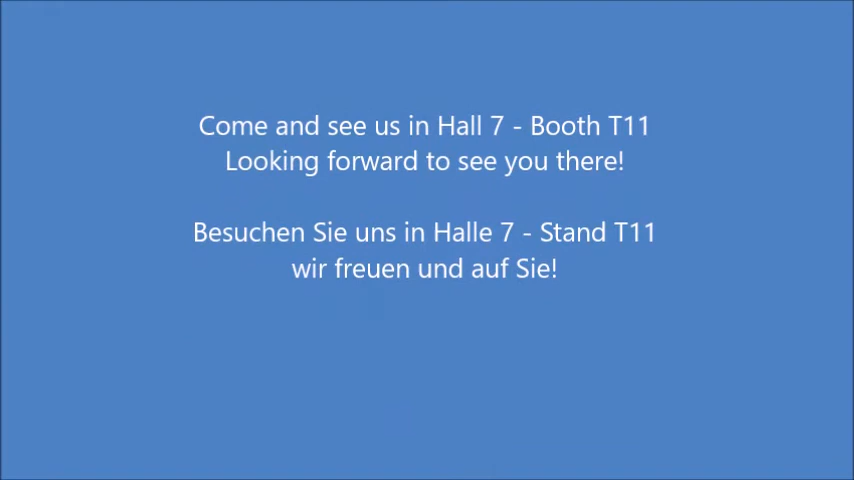 Come and see us in Hall 7 - Booth T11
Looking forward to see you there!
Besuchen Sie uns in Halle 7 - Stand T11
wir freuen und auf Sie!